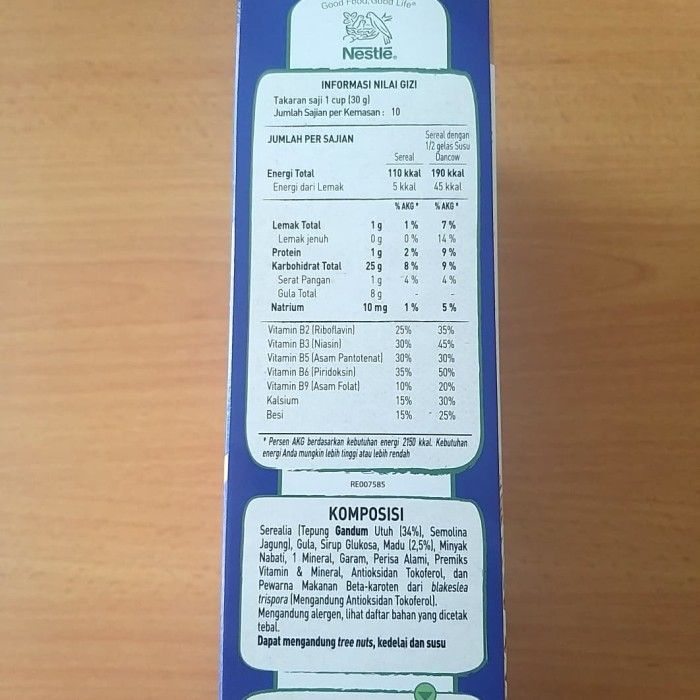 Good Food, Good Life®
Nestlé®
INFORMASI NILAI GIZI
Takaran saji 1 cup (30 g)
Jumlah Sajian per Kemasan : 10
JUMLAH PER SAJIAN Sereal Sereal dengan 1/2 gelas Susu Dancow
Energi Total 110 kkal 190 kkal
Energi dari Lemak 5 kkal 45 kkal
% AKG * % AKG *
Lemak Total 1 g 1 % 7 %
Lemak jenuh 0 g 0 % 14 %
Protein 1 g 2 % 9 %
Karbohidrat Total 25 g 8 % 9 %
Serat Pangan 1 g 4 % 4 %
Gula Total 8 g - -
Natrium 10 mg 1 % 5 %
Vitamin B2 (Riboflavin) 25% 35%
Vitamin B3 (Niasin) 30% 45%
Vitamin B5 (Asam Pantotenat) 30% 30%
Vitamin B6 (Piridoksin) 35% 50%
Vitamin B9 (Asam Folat) 10% 20%
Kalsium 15% 30%
Besi 15% 25%
* Persen AKG berdasarkan kebutuhan energi 2150 kkal. Kebutuhan
energi Anda mungkin lebih tinggi atau lebih rendah
RE007585
KOMPOSISI
Serealia (Tepung Gandum Utuh (34%), Semolina
Jagung), Gula, Sirup Glukosa, Madu (2,5%), Minyak
Nabati, 1 Mineral, Garam, Perisa Alami, Premiks
Vitamin & Mineral, Antioksidan Tokoferol, dan
Pewarna Makanan Beta-karoten dari blakeslea
trispora (Mengandung Antioksidan Tokoferol).
Mengandung alergen, lihat daftar bahan yang dicetak
tebal.
Dapat mengandung tree nuts, kedelai dan susu